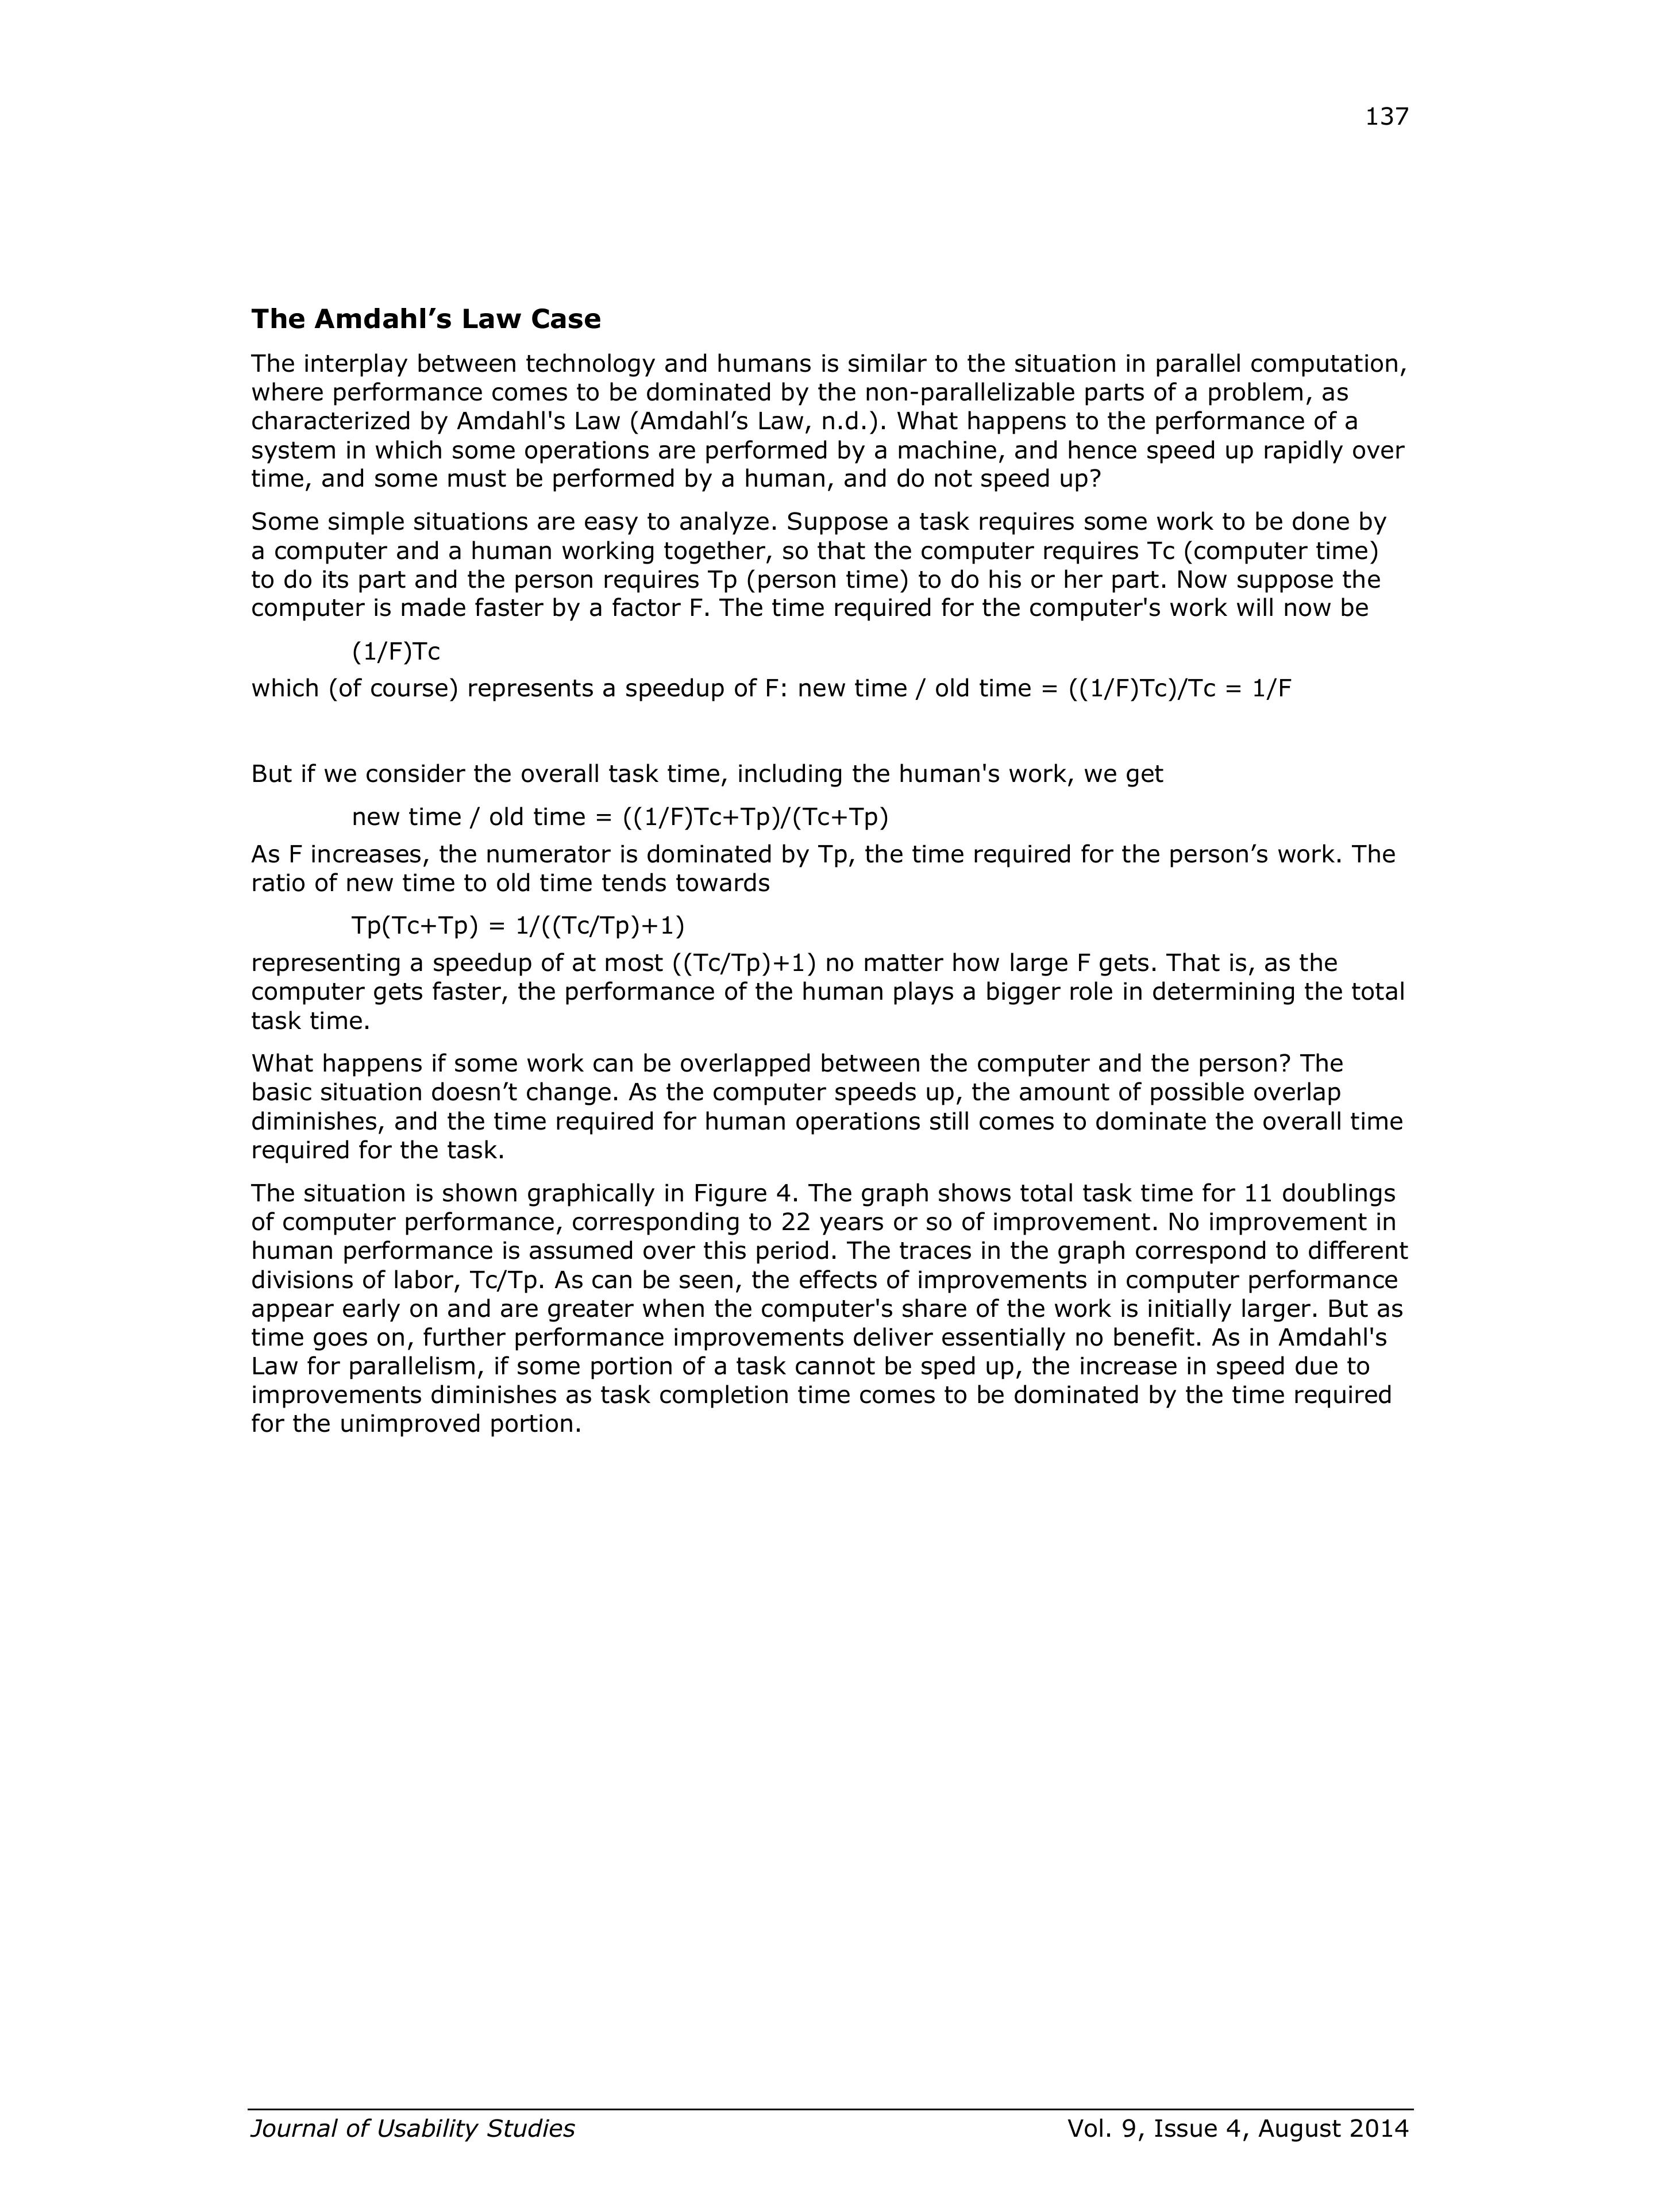 137
The Amdahl’s Law Case
The interplay between technology and humans is similar to the situation in parallel computation,
where performance comes to be dominated by the non-parallelizable parts of a problem, as
characterized by Amdahl's Law (Amdahl’s Law, n.d.). What happens to the performance of a
system in which some operations are performed by a machine, and hence speed up rapidly over
time, and some must be performed by a human, and do not speed up?
Some simple situations are easy to analyze. Suppose a task requires some work to be done by
a computer and a human working together, so that the computer requires Tc (computer time)
to do its part and the person requires Tp (person time) to do his or her part. Now suppose the
computer is made faster by a factor F. The time required for the computer's work will now be
(1/F)Tc
which (of course) represents a speedup of F: new time / old time = ((1/F)Tc)/Tc = 1/F
But if we consider the overall task time, including the human's work, we get
new time / old time = ((1/F)Tc+Tp)/(Tc+Tp)
As F increases, the numerator is dominated by Tp, the time required for the person’s work. The
ratio of new time to old time tends towards
Tp(Tc+Tp) = 1/((Tc/Tp)+1)
representing a speedup of at most ((Tc/Tp)+1) no matter how large F gets. That is, as the
computer gets faster, the performance of the human plays a bigger role in determining the total
task time.
What happens if some work can be overlapped between the computer and the person? The
basic situation doesn’t change. As the computer speeds up, the amount of possible overlap
diminishes, and the time required for human operations still comes to dominate the overall time
required for the task.
The situation is shown graphically in Figure 4. The graph shows total task time for 11 doublings
of computer performance, corresponding to 22 years or so of improvement. No improvement in
human performance is assumed over this period. The traces in the graph correspond to different
divisions of labor, Tc/Tp. As can be seen, the effects of improvements in computer performance
appear early on and are greater when the computer's share of the work is initially larger. But as
time goes on, further performance improvements deliver essentially no benefit. As in Amdahl's
Law for parallelism, if some portion of a task cannot be sped up, the increase in speed due to
improvements diminishes as task completion time comes to be dominated by the time required
for the unimproved portion.
Journal of Usability Studies Vol. 9, Issue 4, August 2014